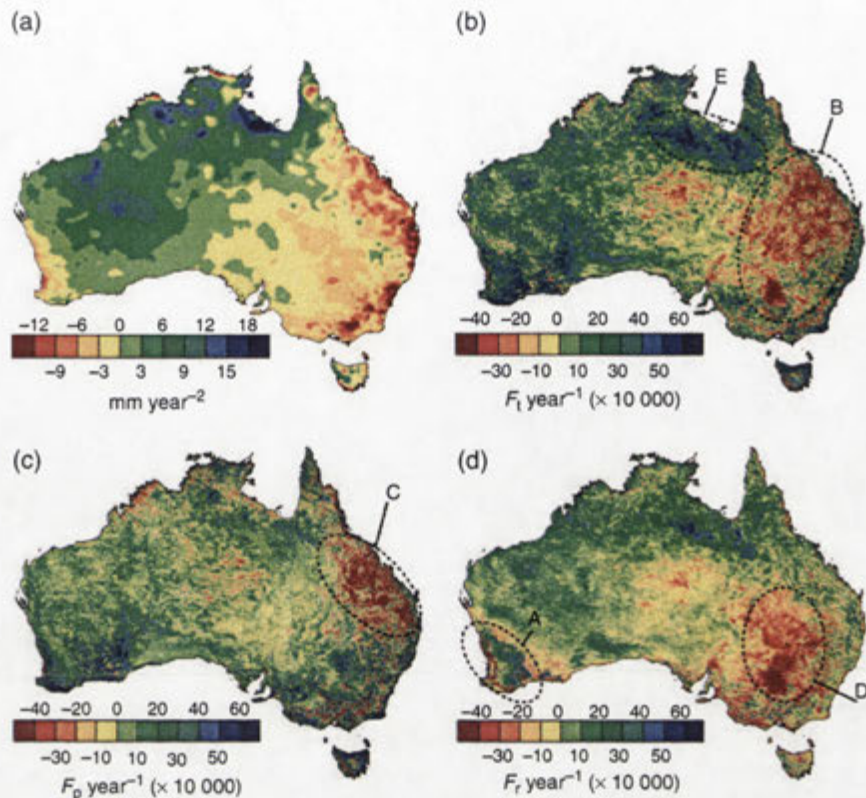 (a)
−12 −6 0 6 12 18
−9 −3 3 9 15
mm year⁻²
(b)
E
B
−40 −20 0 20 40 60
−30 −10 10 30 50
Fₜ year⁻¹ (× 10 000)
(c)
C
−40 −20 0 20 40 60
−30 −10 10 30 50
Fₚ year⁻¹ (× 10 000)
(d)
A
D
−40 −20 0 20 40 60
−30 −10 10 30 50
Fᵣ year⁻¹ (× 10 000)